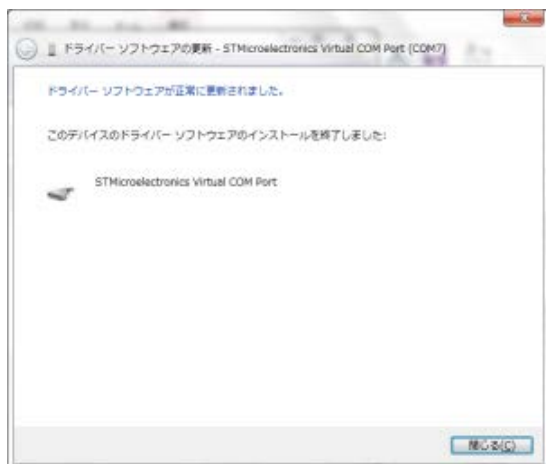 ドライバー ソフトウェアの更新 - STMicroelectronics Virtual COM Port (COM7)
ドライバー ソフトウェアが正常に更新されました。
このデバイスのドライバー ソフトウェアのインストールを終了しました:
STMicroelectronics Virtual COM Port
閉じる(C)